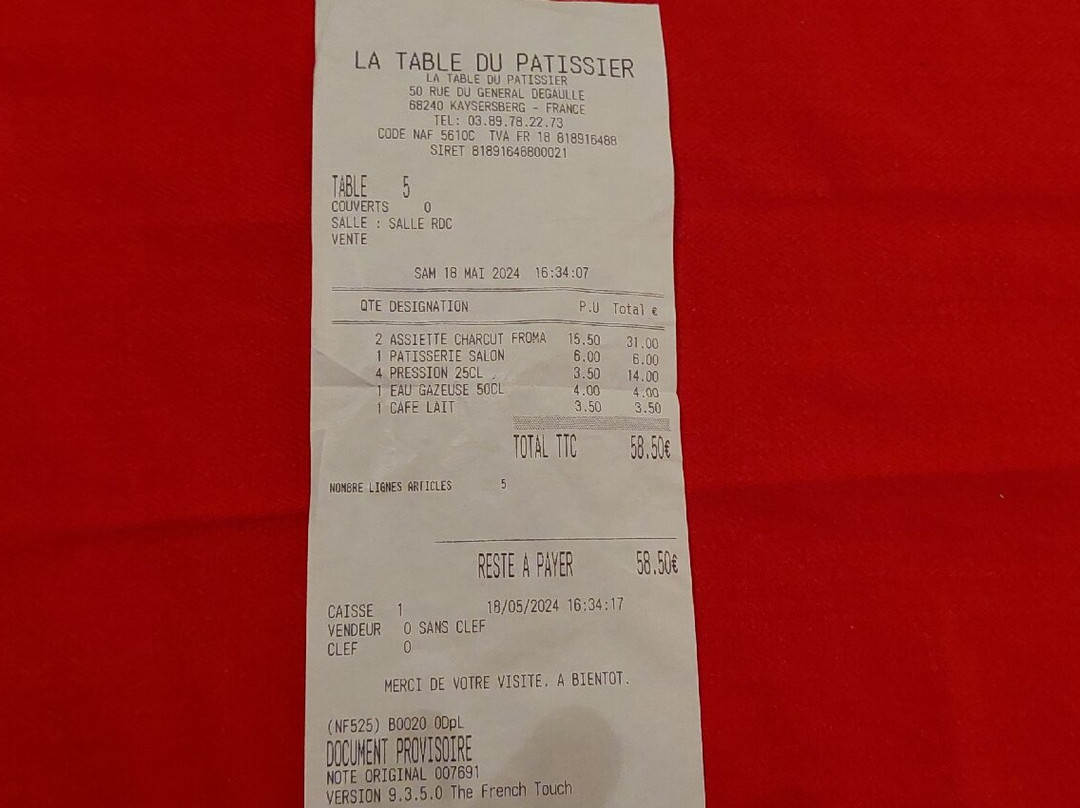 LA TABLE DU PATISSIER
LA TABLE DU PATISSIER
50 RUE DU GENERAL DEGAULLE
68240 KAYSERSBERG - FRANCE
TEL: 03.89.78.22.73
CODE NAF 5610C TVA FR 18 818916488
SIRET 81891648800021
TABLE 5
COUVERTS 0
SALLE : SALLE RDC
VENTE
SAM 18 MAI 2024 16:34:07
QTE DESIGNATION P.U Total €
2 ASSIETTE CHARCUT FROMA 15.50 31.00
1 PATISSERIE SALON 6.00 6.00
4 PRESSION 25CL 3.50 14.00
1 EAU GAZEUSE 50CL 4.00 4.00
1 CAFE LAIT 3.50 3.50
TOTAL TTC 58.50€
NOMBRE LIGNES ARTICLES 5
RESTE A PAYER 58.50€
CAISSE 1 18/05/2024 16:34:17
VENDEUR 0 SANS CLEF
CLEF 0
MERCI DE VOTRE VISITE. A BIENTOT.
(NF525) B0020 ODpL
DOCUMENT PROVISOIRE
NOTE ORIGINAL 007691
VERSION 9.3.5.0 The French Touch